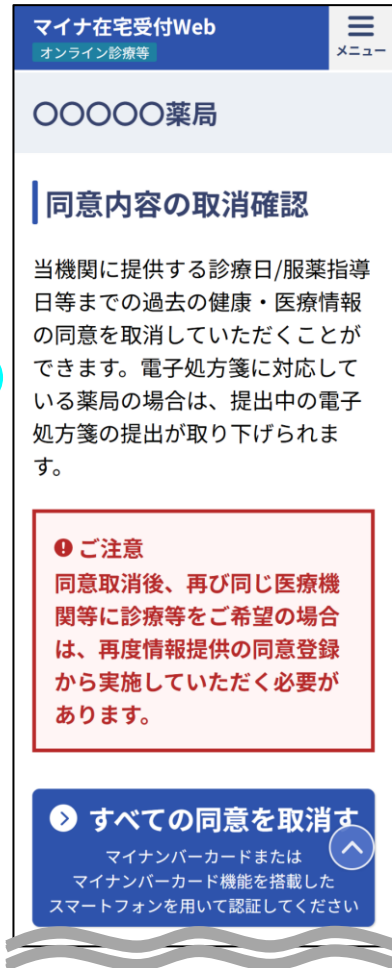 マイナ在宅受付Web
オンライン診療等
メニュー
〇〇〇〇〇薬局
同意内容の取消確認
当機関に提供する診療日/服薬指導
日等までの過去の健康・医療情報
の同意を取消していただくことが
できます。電子処方箋に対応して
いる薬局の場合は、提出中の電子
処方箋の提出が取り下げられま
す。
ご注意
同意取消後、再び同じ医療機
関等に診療等をご希望の場合
は、再度情報提供の同意登録
から実施していただく必要が
あります。
すべての同意を取消す
マイナンバーカードまたは
マイナンバーカード機能を搭載した
スマートフォンを用いて認証してください